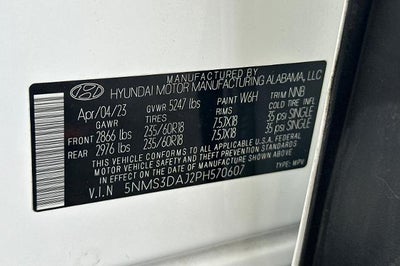 MANUFACTURED BY
HYUNDAI MOTOR MANUFACTURING ALABAMA, LLC
Apr/04/23 GVWR 5247 lbs PAINT W6H TRIM NNB
GAWR TIRES RIMS COLD TIRE INFL
FRONT 2866 lbs 235/60R18 7.5JX18 35 psi SINGLE
REAR 2976 lbs 235/60R18 7.5JX18 35 psi SINGLE
THIS VEHICLE CONFORMS TO ALL APPLICABLE U.S.A. FEDERAL
MOTOR VEHICLE SAFETY AND THEFT PREVENTION STANDARDS
IN EFFECT ON THE DATE OF MANUFACTURE SHOWN ABOVE.
V.I.N 5NMS3DAJ2PH570607 TYPE: MPV